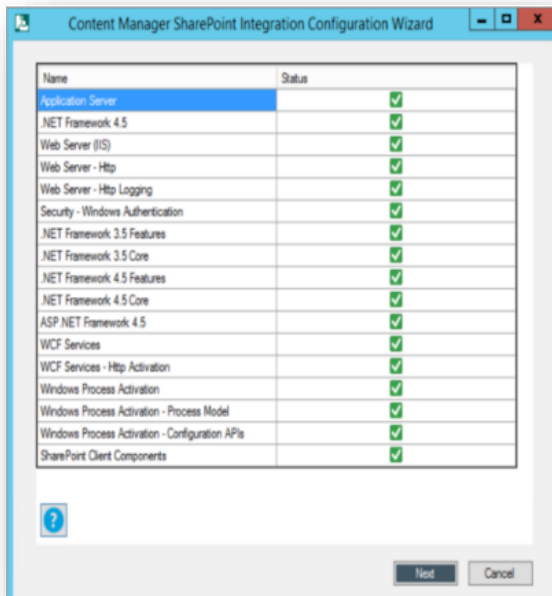 Content Manager SharePoint Integration Configuration Wizard
Name Status
Application Server
.NET Framework 4.5
Web Server (IIS)
Web Server - Http
Web Server - Http Logging
Security - Windows Authentication
.NET Framework 3.5 Features
.NET Framework 3.5 Core
.NET Framework 4.5 Features
.NET Framework 4.5 Core
ASP.NET Framework 4.5
WCF Services
WCF Services - Http Activation
Windows Process Activation
Windows Process Activation - Process Model
Windows Process Activation - Configuration APIs
SharePoint Client Components
?
Next Cancel